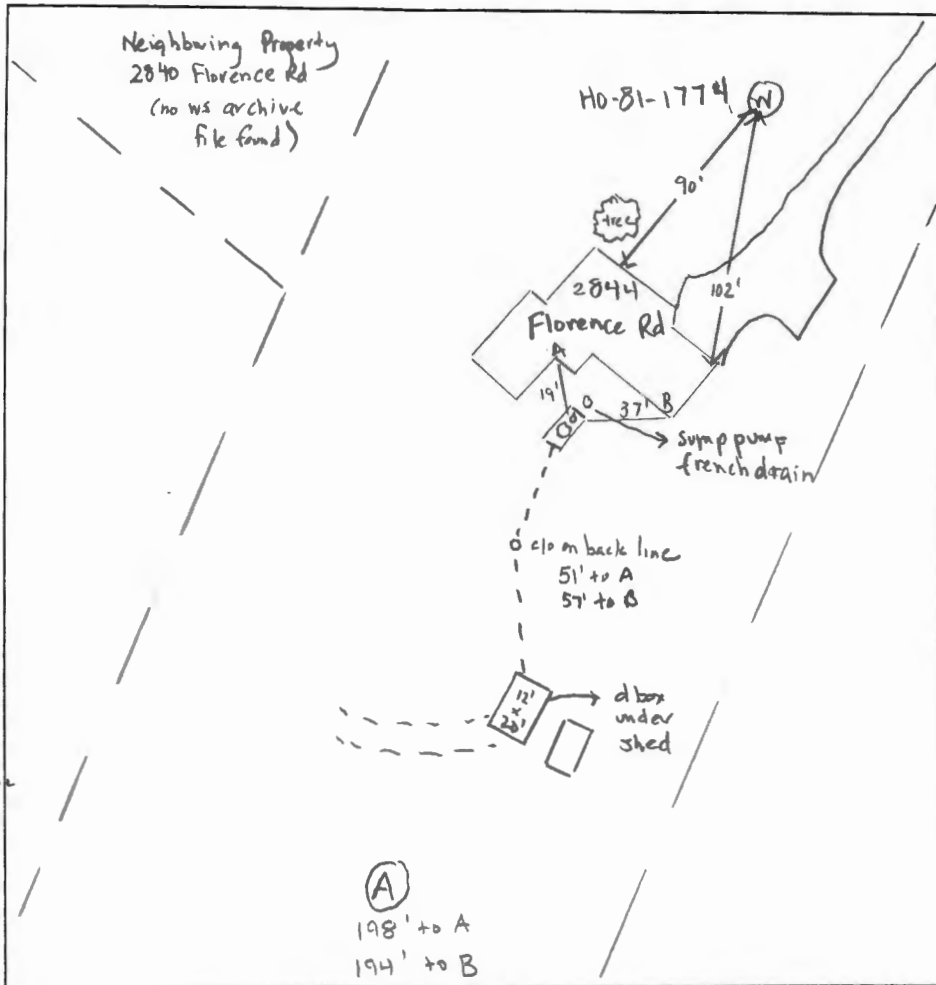 Neighboring Property
2840 Florence Rd
(no ws archive
file found)
HO-81-1774
W
90'
tree
102'
2844
Florence Rd
A
19'
37'
B
sump pump
french drain
c/o on back line
51' to A
57' to B
12'
x
20'
d box
under
shed
A
198' to A
194' to B